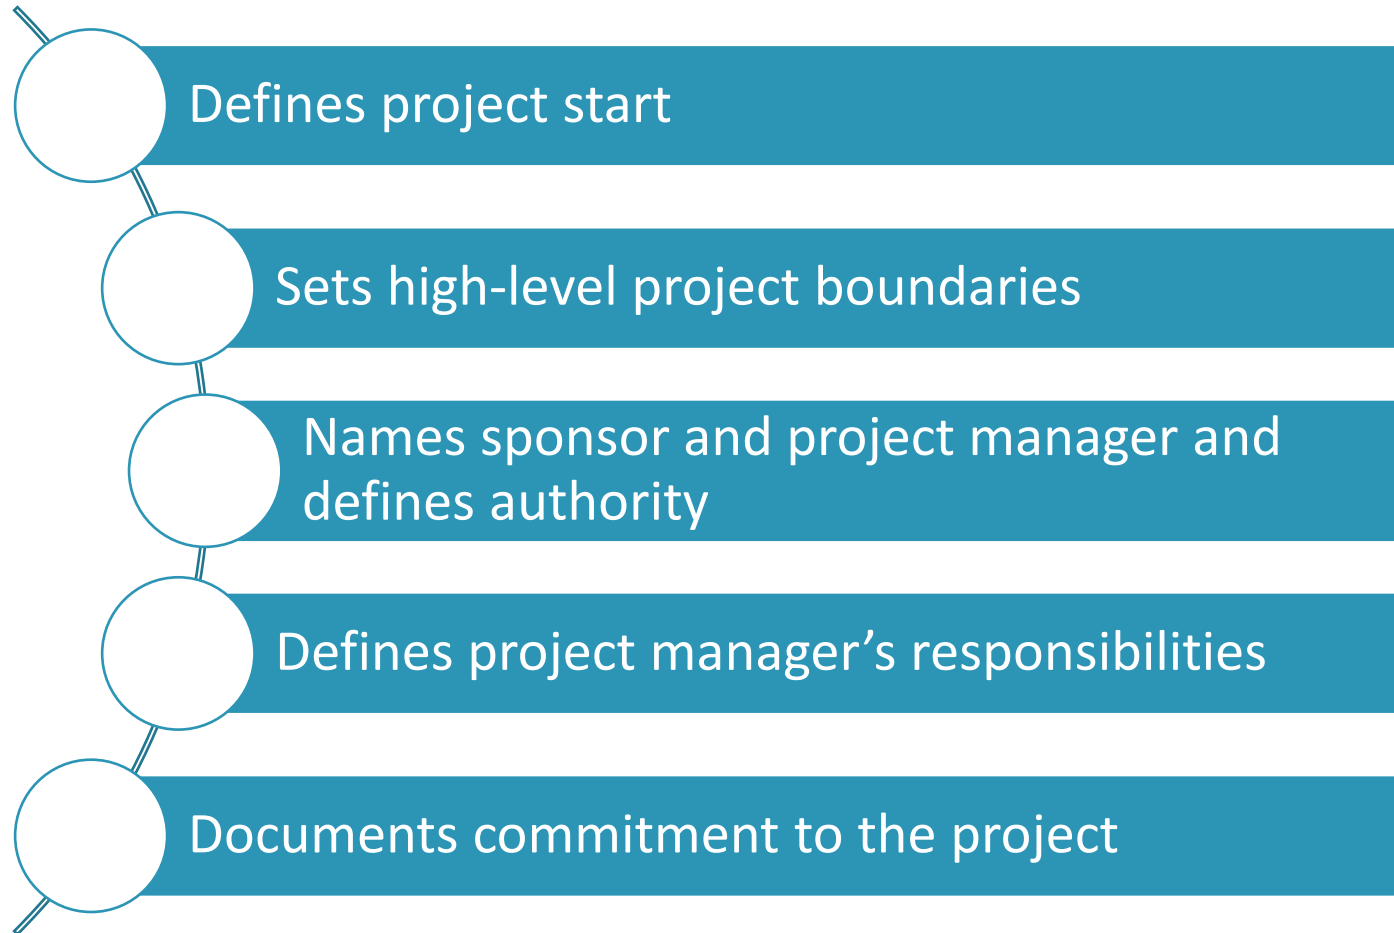 Defines project start
Sets high-level project boundaries
Names sponsor and project manager and
defines authority
Defines project manager’s responsibilities
Documents commitment to the project